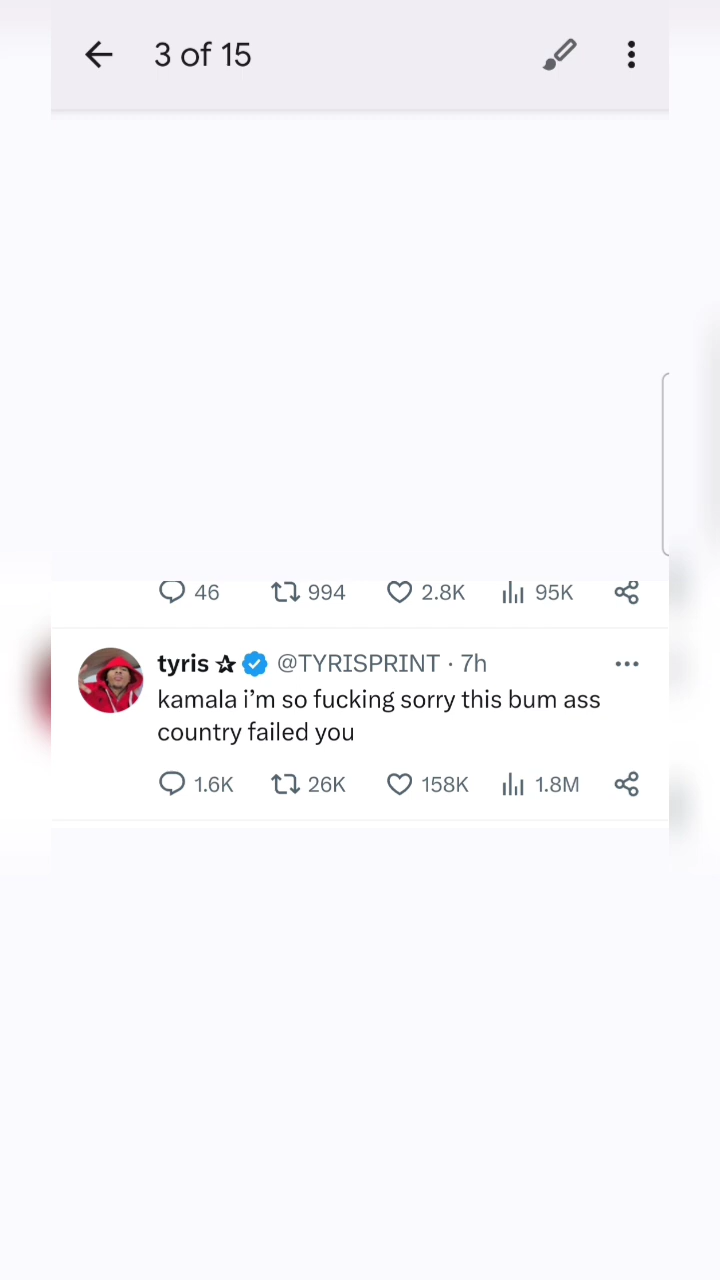 3 of 15
46 994 2.8K 95K
tyris ☆ @TYRISPRINT · 7h
kamala i’m so fucking sorry this bum ass
country failed you
1.6K 26K 158K 1.8M